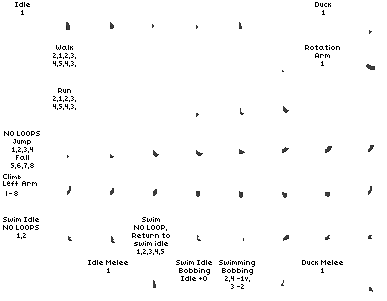 Idle
1
Duck
1
Walk
2,1,2,3,
4,5,4,3,
Rotation
Arm
1
Run
2,1,2,3,
4,5,4,3,
NO LOOPS
Jump
1,2,3,4
Fall
5,6,7,8
Climb
Left Arm
1-8
Swim Idle
NO LOOPS
1,2
Swim
NO LOOP,
Return to
swim idle
1,2,3,4,5
Swim Idle
Bobbing
Idle +0
Swimming
Bobbing
2,4 -1v,
3 -2
Idle Melee
1
Duck Melee
1